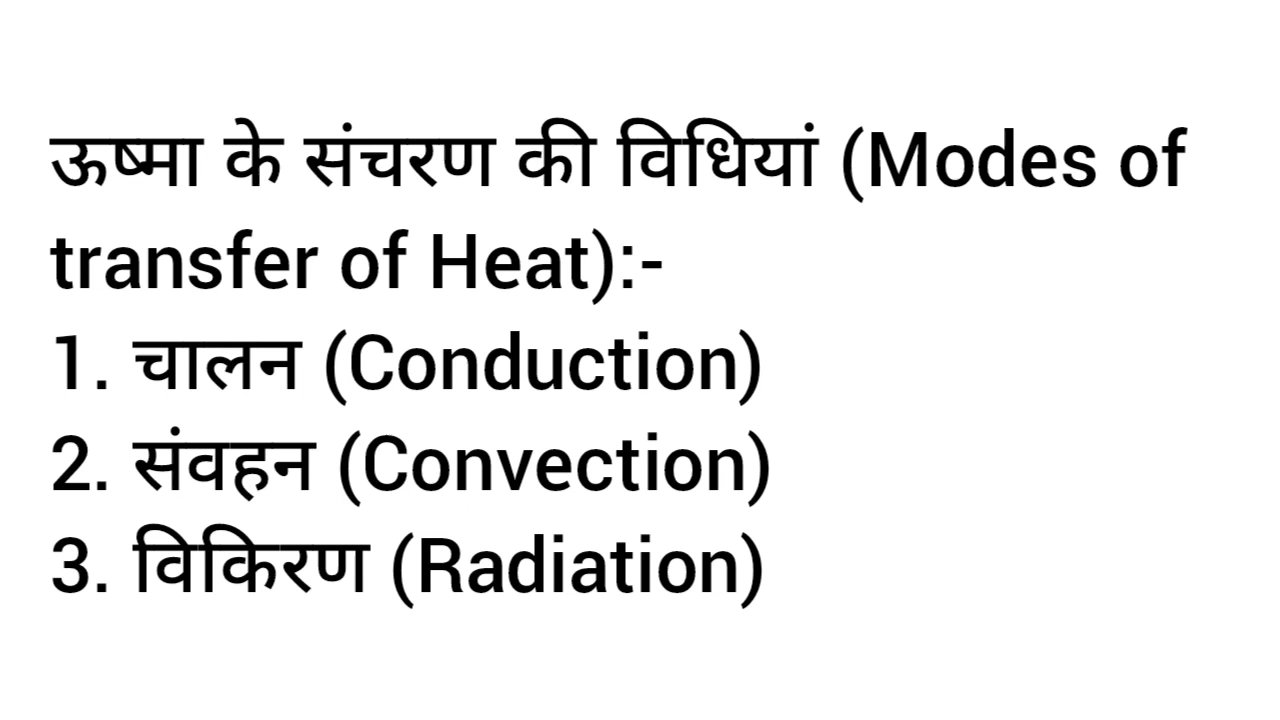 ऊष्मा के संचरण की विधियां (Modes of
transfer of Heat):-
1. चालन (Conduction)
2. संवहन (Convection)
3. विकिरण (Radiation)